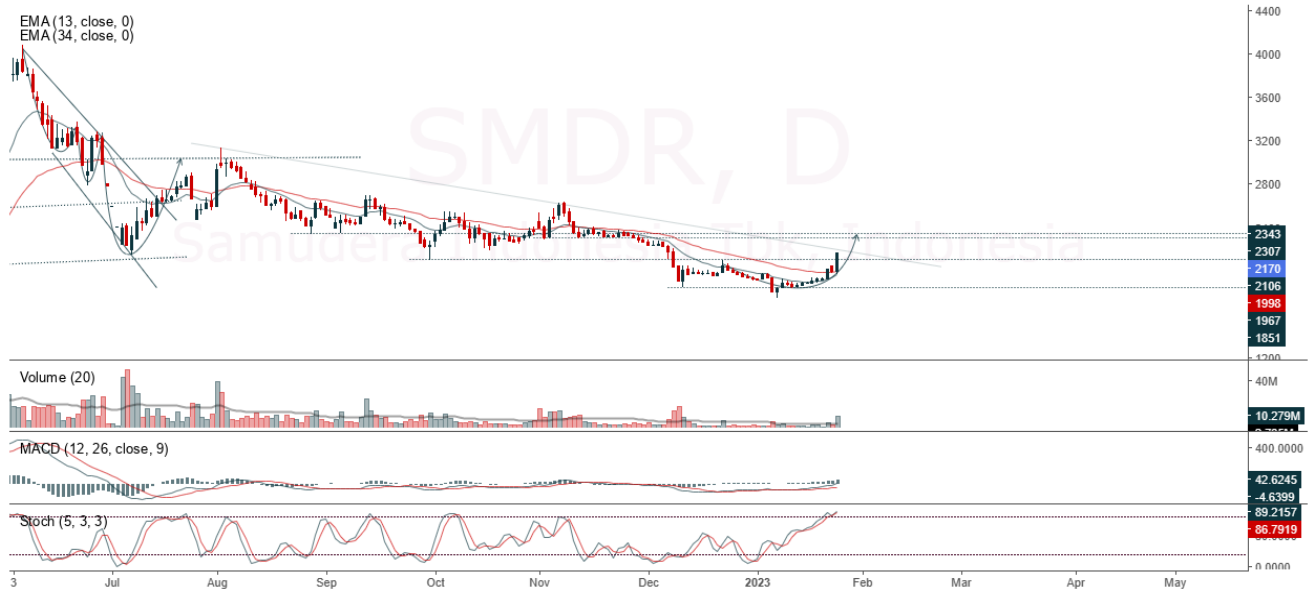 EMA (13, close, 0)
EMA (34, close, 0)
SMDR, D
Samudera Indonesia Tbk, Indonesia
4400
4000
3600
3200
2800
2343
2307
2170
2106
1998
1967
1851
1200
Volume (20)
40M
10.279M
MACD (12, 26, close, 9)
400.0000
42.6245
-4.6399
Stoch (5, 3, 3)
89.2157
86.7919
0.0000
3
Jul
Aug
Sep
Oct
Nov
Dec
2023
Feb
Mar
Apr
May